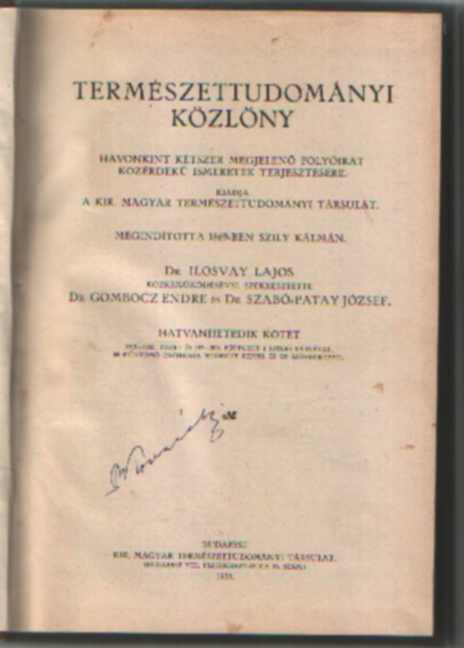 TERMÉSZETTUDOMÁNYI
KÖZLÖNY
HAVONKINT KÉTSZER MEGJELENŐ FOLYÓIRAT
KÖZÉRDEKŰ ISMERETEK TERJESZTÉSÉRE.
KIADJA
A KIR. MAGYAR TERMÉSZETTUDOMÁNYI TÁRSULAT.
MEGINDÍTOTTA 1869-BEN SZILY KÁLMÁN.
DR. ILOSVAY LAJOS
KÖZREMŰKÖDÉSÉVEL SZERKESZTETTE
DR. GOMBOCZ ENDRE ÉS DR. SZABÓ-PATAY JÓZSEF.
HATVANHETEDIK KÖTET
BUDAPEST
KIR. MAGYAR TERMÉSZETTUDOMÁNYI TÁRSULAT.